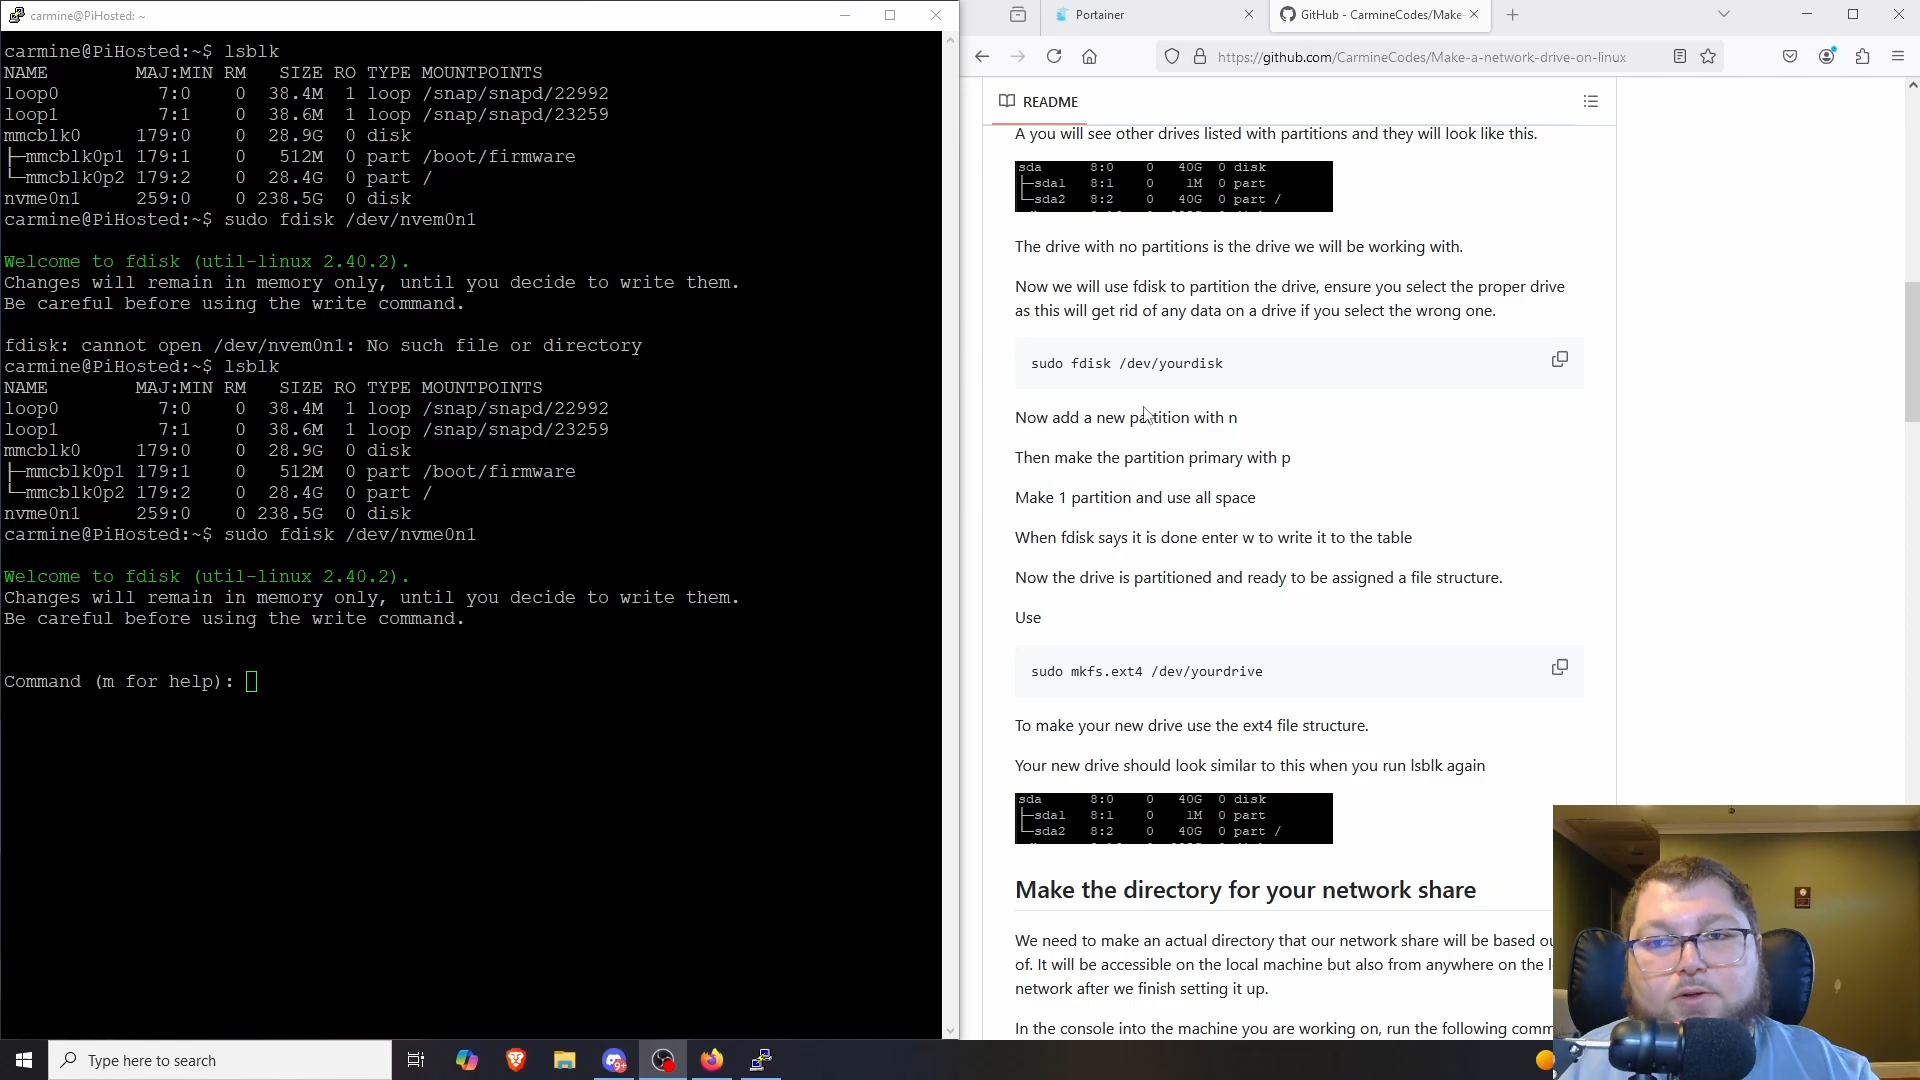 carmine@PiHosted: ~
carmine@PiHosted:~$ lsblk
NAME        MAJ:MIN RM   SIZE RO TYPE MOUNTPOINTS
loop0         7:0    0  38.4M  1 loop /snap/snapd/22992
loop1         7:1    0  38.6M  1 loop /snap/snapd/23259
mmcblk0     179:0    0  28.9G  0 disk
├─mmcblk0p1 179:1    0   512M  0 part /boot/firmware
└─mmcblk0p2 179:2    0  28.4G  0 part /
nvme0n1     259:0    0 238.5G  0 disk
carmine@PiHosted:~$ sudo fdisk /dev/nvem0n1
Welcome to fdisk (util-linux 2.40.2).
Changes will remain in memory only, until you decide to write them.
Be careful before using the write command.
fdisk: cannot open /dev/nvem0n1: No such file or directory
carmine@PiHosted:~$ lsblk
NAME        MAJ:MIN RM   SIZE RO TYPE MOUNTPOINTS
loop0         7:0    0  38.4M  1 loop /snap/snapd/22992
loop1         7:1    0  38.6M  1 loop /snap/snapd/23259
mmcblk0     179:0    0  28.9G  0 disk
├─mmcblk0p1 179:1    0   512M  0 part /boot/firmware
└─mmcblk0p2 179:2    0  28.4G  0 part /
nvme0n1     259:0    0 238.5G  0 disk
carmine@PiHosted:~$ sudo fdisk /dev/nvme0n1
Welcome to fdisk (util-linux 2.40.2).
Changes will remain in memory only, until you decide to write them.
Be careful before using the write command.
Command (m for help):
Portainer
GitHub - CarmineCodes/Make-
https://github.com/CarmineCodes/Make-a-network-drive-on-linux
README
A you will see other drives listed with partitions and they will look like this.
sda 8:0 0 40G 0 disk
├─sda1 8:1 0 1M 0 part
└─sda2 8:2 0 40G 0 part /
The drive with no partitions is the drive we will be working with.
Now we will use fdisk to partition the drive, ensure you select the proper drive
as this will get rid of any data on a drive if you select the wrong one.
sudo fdisk /dev/yourdisk
Now add a new partition with n
Then make the partition primary with p
Make 1 partition and use all space
When fdisk says it is done enter w to write it to the table
Now the drive is partitioned and ready to be assigned a file structure.
Use
sudo mkfs.ext4 /dev/yourdrive
To make your new drive use the ext4 file structure.
Your new drive should look similar to this when you run lsblk again
sda 8:0 0 40G 0 disk
├─sda1 8:1 0 1M 0 part
└─sda2 8:2 0 40G 0 part /
Make the directory for your network share
We need to make an actual directory that our network share will be based ou
of. It will be accessible on the local machine but also from anywhere on the l
network after we finish setting it up.
In the console into the machine you are working on, run the following comm
Type here to search
9+